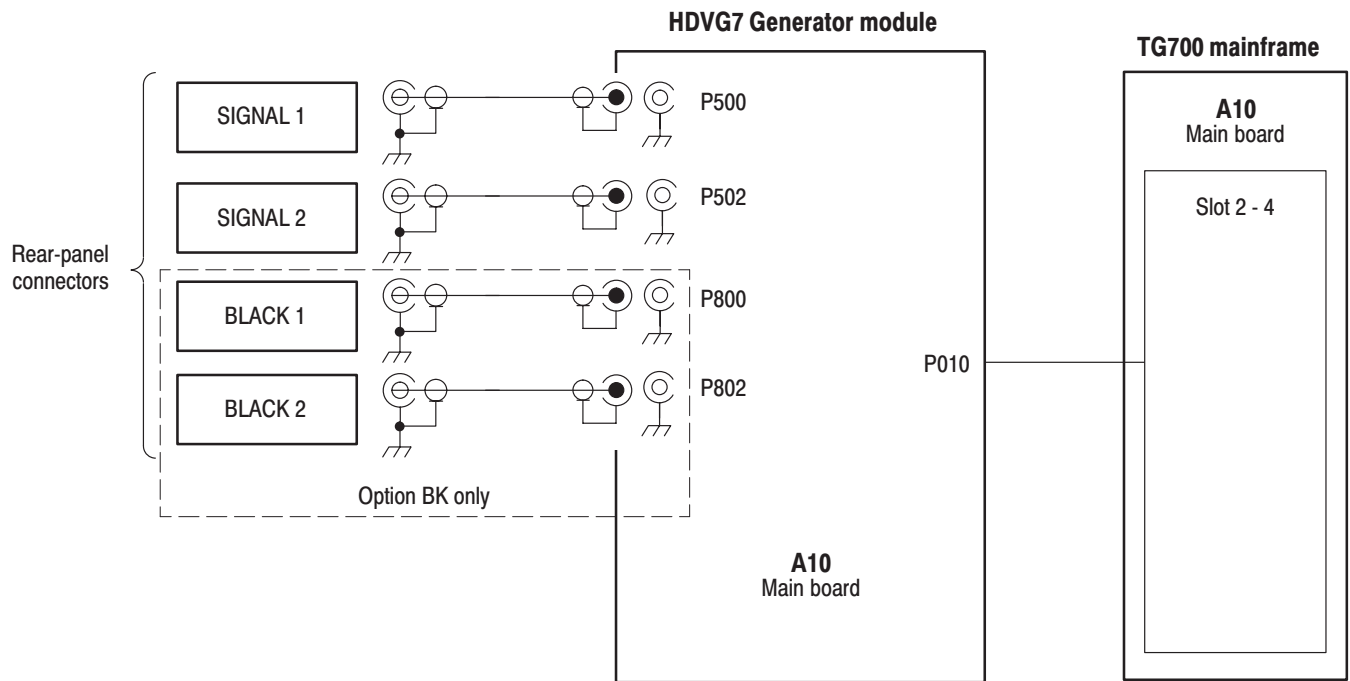 HDVG7 Generator module
TG700 mainframe
SIGNAL 1
P500
A10
Main board
SIGNAL 2
P502
Slot 2 - 4
Rear-panel
connectors
BLACK 1
P800
P010
BLACK 2
P802
Option BK only
A10
Main board